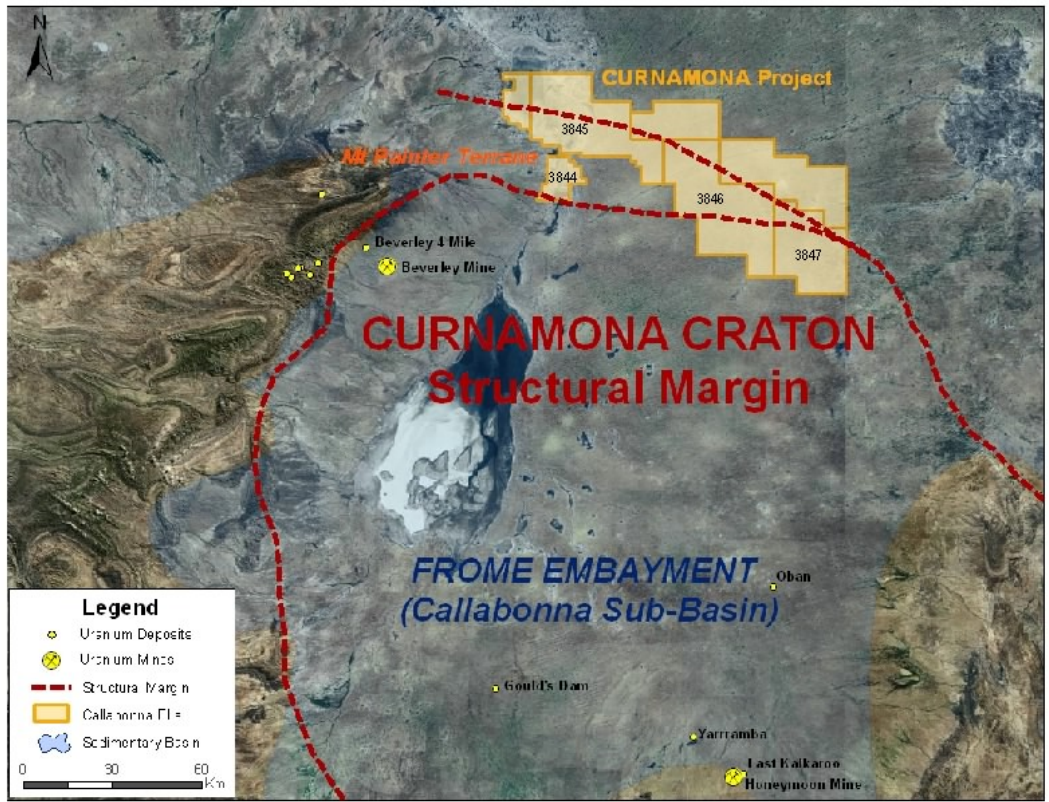 N
CURNAMONA Project
3845
Mt Painter Terrane
3844
3846
Beverley 4 Mile
Beverley Mine
3847
CURNAMONA CRATON
Structural Margin
FROME EMBAYMENT
(Callabonna Sub-Basin)
Oban
Gould's Dam
Yarrramba
East Kalkaroo
Honeymoon Mine
Legend
Uranium Deposits
Uranium Mines
Structural Margin
Callabonna ELs
Sedimentary Basin
0 30 60
Km